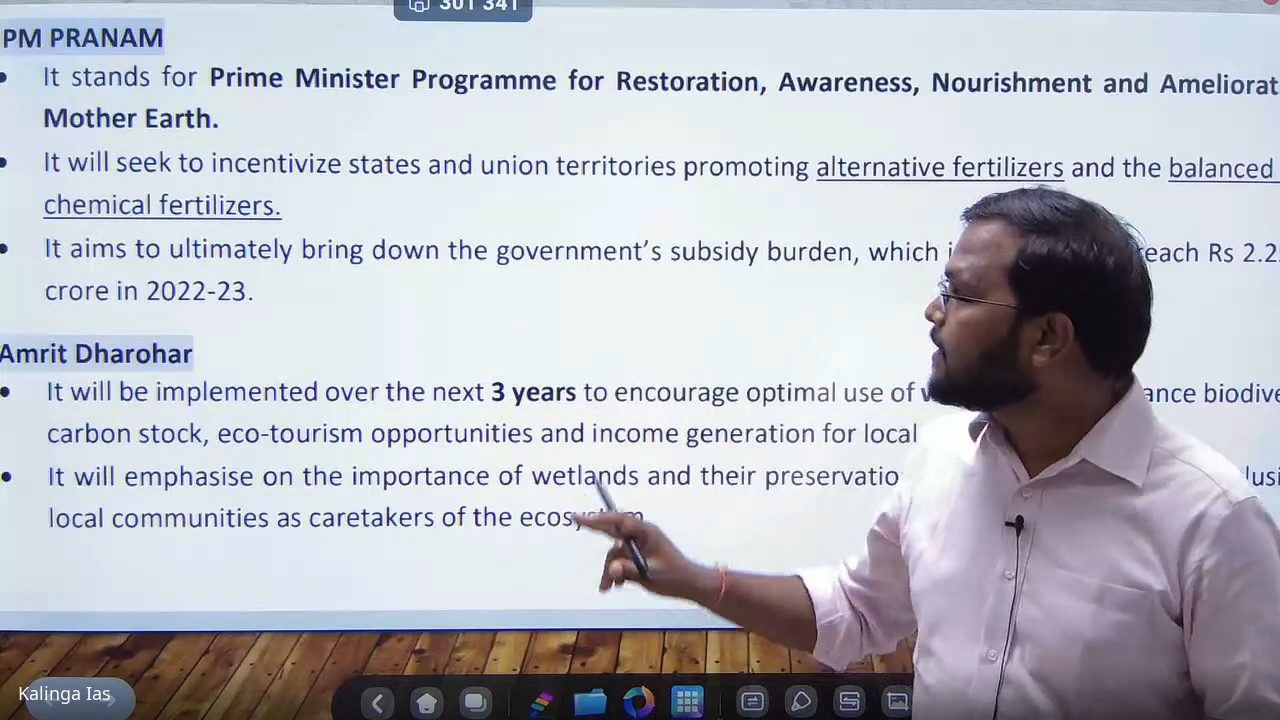 301 341
PM PRANAM
It stands for Prime Minister Programme for Restoration, Awareness, Nourishment and Ameliorat
Mother Earth.
It will seek to incentivize states and union territories promoting alternative fertilizers and the balanced
chemical fertilizers.
It aims to ultimately bring down the government's subsidy burden, which reach Rs 2.2
crore in 2022-23.
Amrit Dharohar
It will be implemented over the next 3 years to encourage optimal use of
carbon stock, eco-tourism opportunities and income generation for local
It will emphasise on the importance of wetlands and their preservatio
local communities as caretakers of the ecosystem
Kalinga Ias